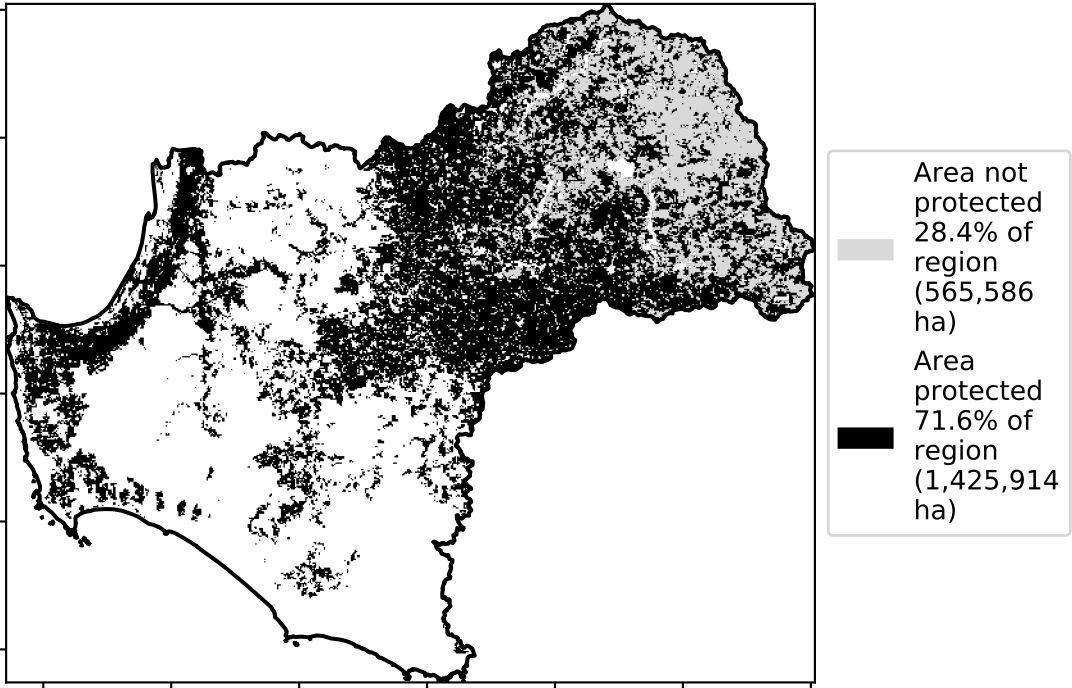 Area not
protected
28.4% of
region
(565,586
ha)
Area
protected
71.6% of
region
(1,425,914
ha)